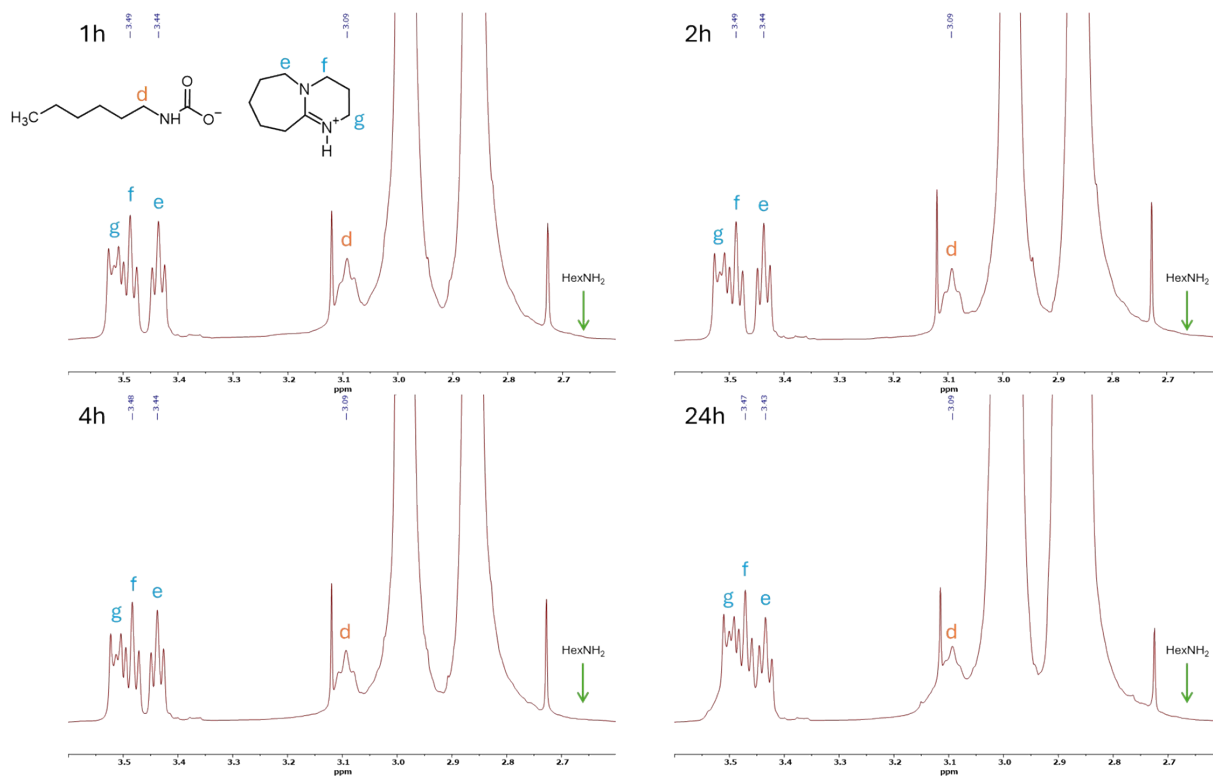 1h
3.49
3.44
3.09
d
H3C
NH
O
O-
e
f
N
N+
H
g
g
f
e
d
HexNH2
3.5 3.4 3.3 3.2 3.1 3.0 2.9 2.8 2.7
ppm
2h
3.49
3.44
3.09
g
f
e
d
HexNH2
3.5 3.4 3.3 3.2 3.1 3.0 2.9 2.8 2.7
ppm
4h
3.48
3.44
3.09
g
f
e
d
HexNH2
3.5 3.4 3.3 3.2 3.1 3.0 2.9 2.8 2.7
ppm
24h
3.47
3.43
3.09
g
f
e
d
HexNH2
3.5 3.4 3.3 3.2 3.1 3.0 2.9 2.8 2.7
ppm